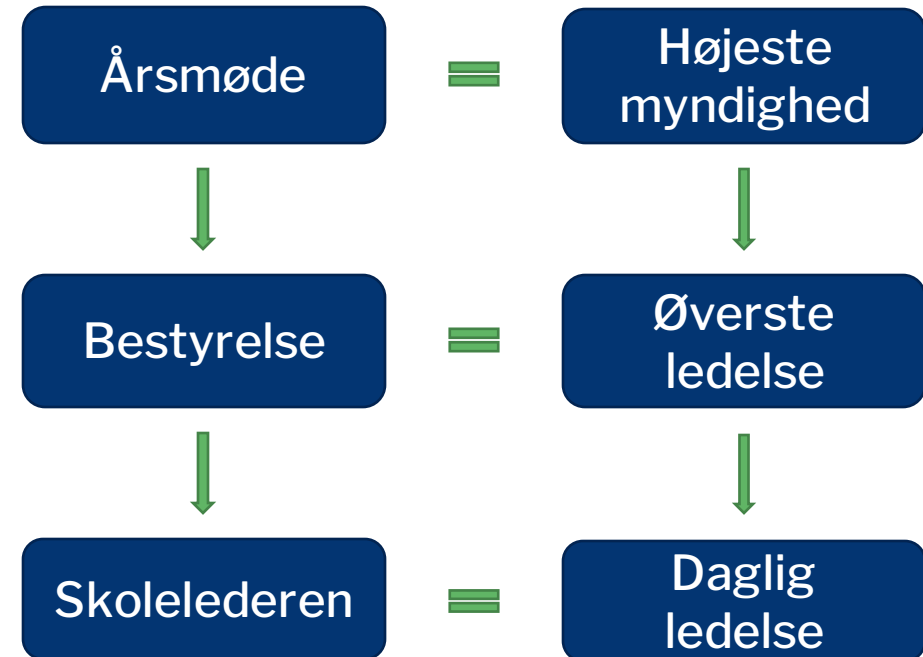 Årsmøde
Højeste
myndighed
Bestyrelse
Øverste
ledelse
Skolelederen
Daglig
ledelse